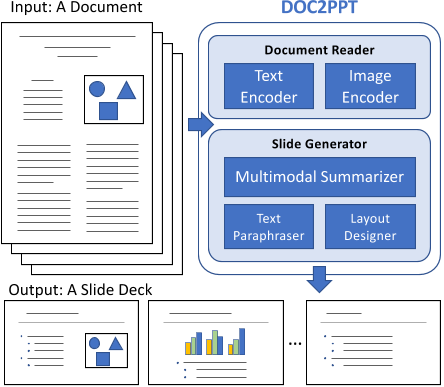 Input: A Document
DOC2PPT
Document Reader
Text
Encoder
Image
Encoder
Slide Generator
Multimodal Summarizer
Text
Paraphraser
Layout
Designer
Output: A Slide Deck
...